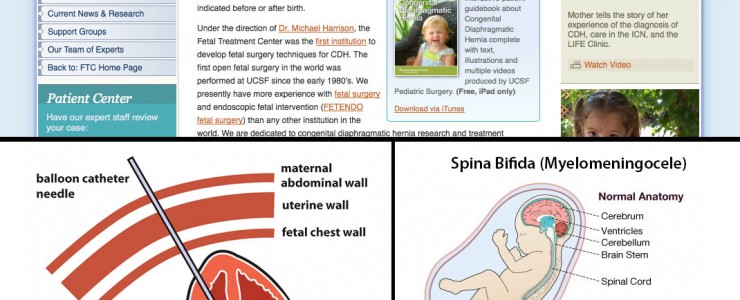 Current News & Research
Support Groups
Our Team of Experts
Back to: FTC Home Page
Patient Center
Have our expert staff review
your case:
indicated before or after birth.
Under the direction of Dr. Michael Harrison, the
Fetal Treatment Center was the first institution to
develop fetal surgery techniques for CDH. The
first open fetal surgery in the world was
performed at UCSF since the early 1980's. We
presently have more experience with fetal surgery
and endoscopic fetal intervention (FETENDO
fetal surgery) than any other institution in the
world. We are dedicated to congenital diaphragmatic hernia research and treatment
Diaphragmatic
Hernia
guidebook about
Congenital
Diaphragmatic
Hernia complete
with text,
illustrations and
multiple videos
produced by UCSF
Pediatric Surgery. (Free, iPad only)
Download via iTunes
Mother tells the story of her
experience of the diagnosis of
CDH, care in the ICN, and the
LIFE Clinic.
Watch Video
balloon catheter
needle
maternal
abdominal wall
uterine wall
fetal chest wall
Spina Bifida (Myelomeningocele)
Normal Anatomy
Cerebrum
Ventricles
Cerebellum
Brain Stem
Spinal Cord